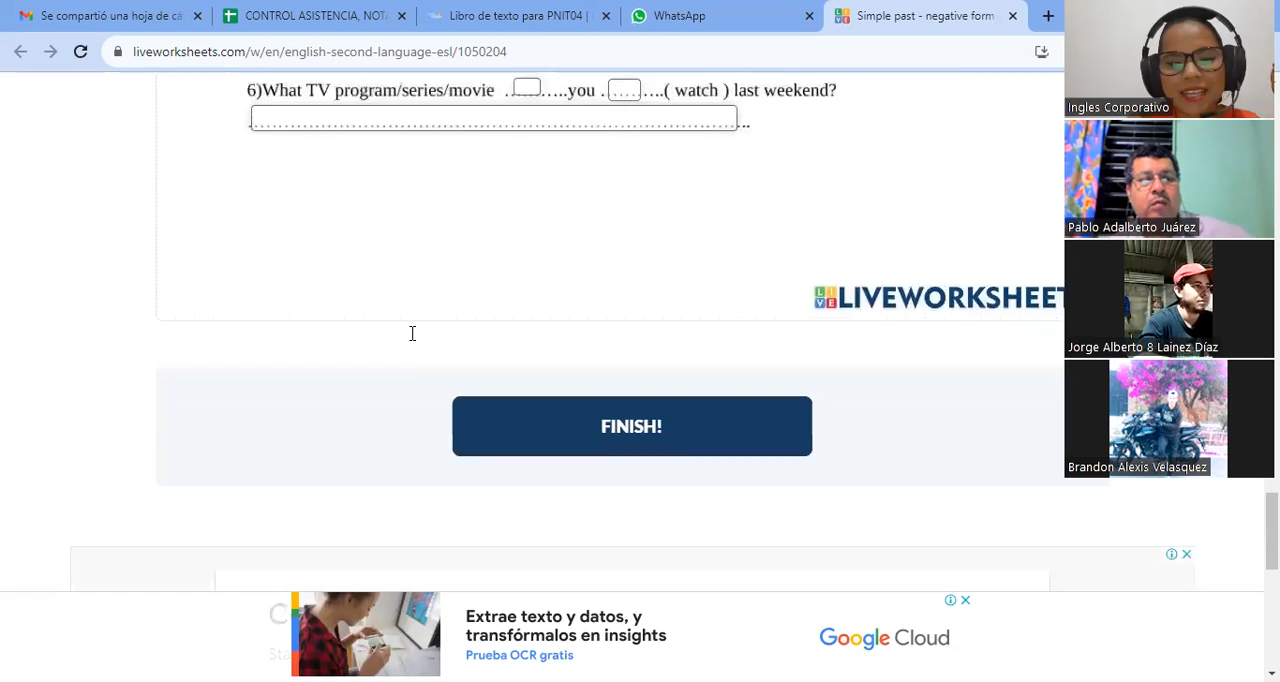 Se compartió una hoja de c
CONTROL ASISTENCIA, NOTA
Libro de texto para PNIT04
WhatsApp
Simple past - negative form
liveworksheets.com/w/en/english-second-language-esl/1050204
6)What TV program/series/movie ………..you ………..( watch ) last weekend?
LIVE LIVEWORKSHEET
FINISH!
Extrae texto y datos, y
transfórmalos en insights
Prueba OCR gratis
Google Cloud
Ingles Corporativo
Pablo Adalberto Juárez
Jorge Alberto 8 Lainez Díaz
Brandon Alexis Velasquez